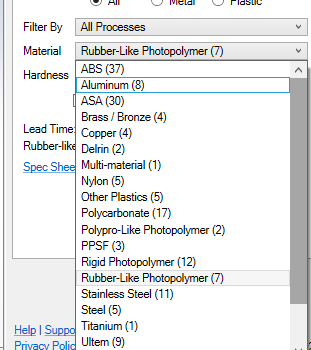 All Metal Plastic
Filter By All Processes
Material Rubber-Like Photopolymer (7)
Hardness
ABS (37)
Aluminum (8)
ASA (30)
Brass / Bronze (4)
Copper (4)
Lead Time:
Delrin (2)
Rubber-like
Multi-material (1)
Spec Shee
Nylon (5)
Other Plastics (5)
Polycarbonate (17)
Polypro-Like Photopolymer (2)
PPSF (3)
Rigid Photopolymer (12)
Rubber-Like Photopolymer (7)
Stainless Steel (11)
Steel (5)
Titanium (1)
Ultem (9)
Help | Suppo
Privacy Polic